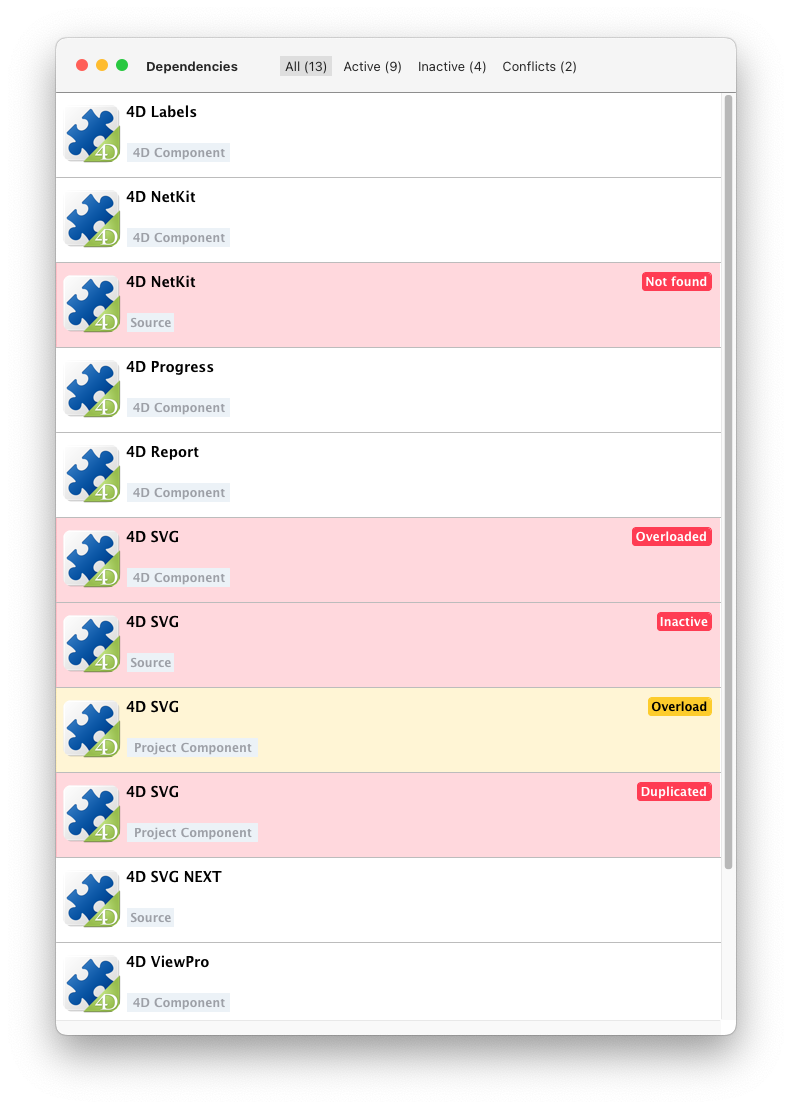 Dependencies All (13) Active (9) Inactive (4) Conflicts (2)
4D Labels
4D
4D Component
4D NetKit
4D
4D Component
4D NetKit Not found
4D
Source
4D Progress
4D
4D Component
4D Report
4D
4D Component
4D SVG Overloaded
4D
4D Component
4D SVG Inactive
4D
Source
4D SVG Overload
4D
Project Component
4D SVG Duplicated
4D
Project Component
4D SVG NEXT
4D
Source
4D ViewPro
4D
4D Component